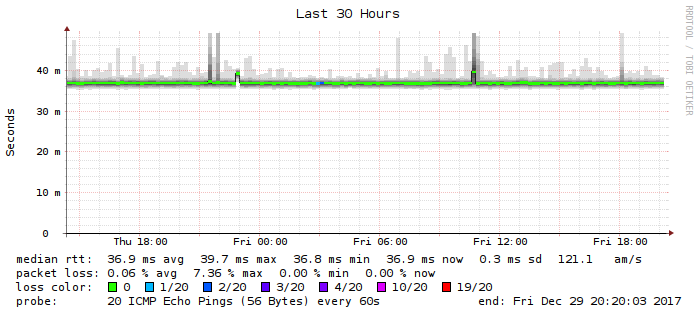 Last 30 Hours
RRDTOOL / TOBI OETIKER
Seconds
40 m
30 m
20 m
10 m
0
Thu 18:00 Fri 00:00 Fri 06:00 Fri 12:00 Fri 18:00
median rtt: 36.9 ms avg 39.7 ms max 36.8 ms min 36.9 ms now 0.3 ms sd 121.1 am/s
packet loss: 0.06 % avg 7.36 % max 0.00 % min 0.00 % now
loss color: 0 1/20 2/20 3/20 4/20 10/20 19/20
probe: 20 ICMP Echo Pings (56 Bytes) every 60s end: Fri Dec 29 20:20:03 2017